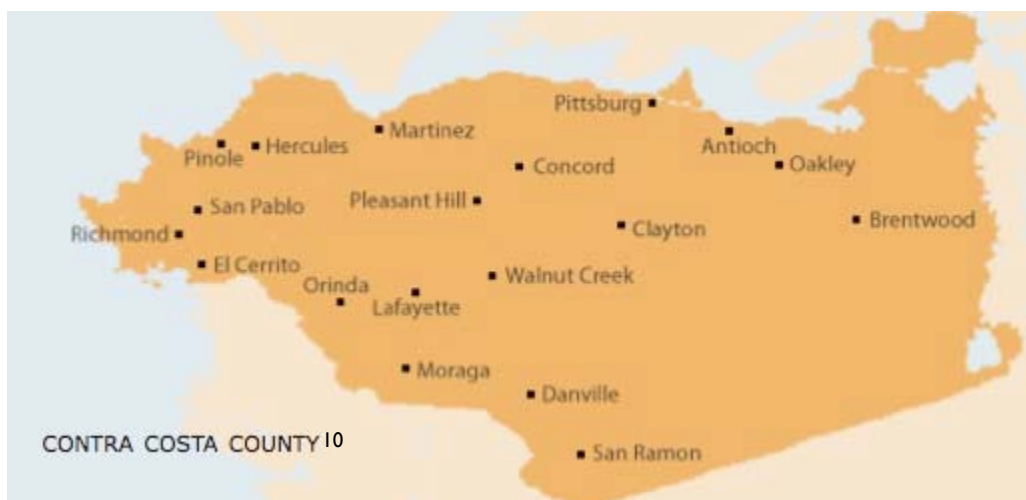 Pittsburg
Martinez
Antioch
Pinole
Hercules
Concord
Oakley
Pleasant Hill
San Pablo
Brentwood
Clayton
Richmond
El Cerrito
Walnut Creek
Orinda
Lafayette
Moraga
Danville
CONTRA COSTA COUNTY 10
San Ramon